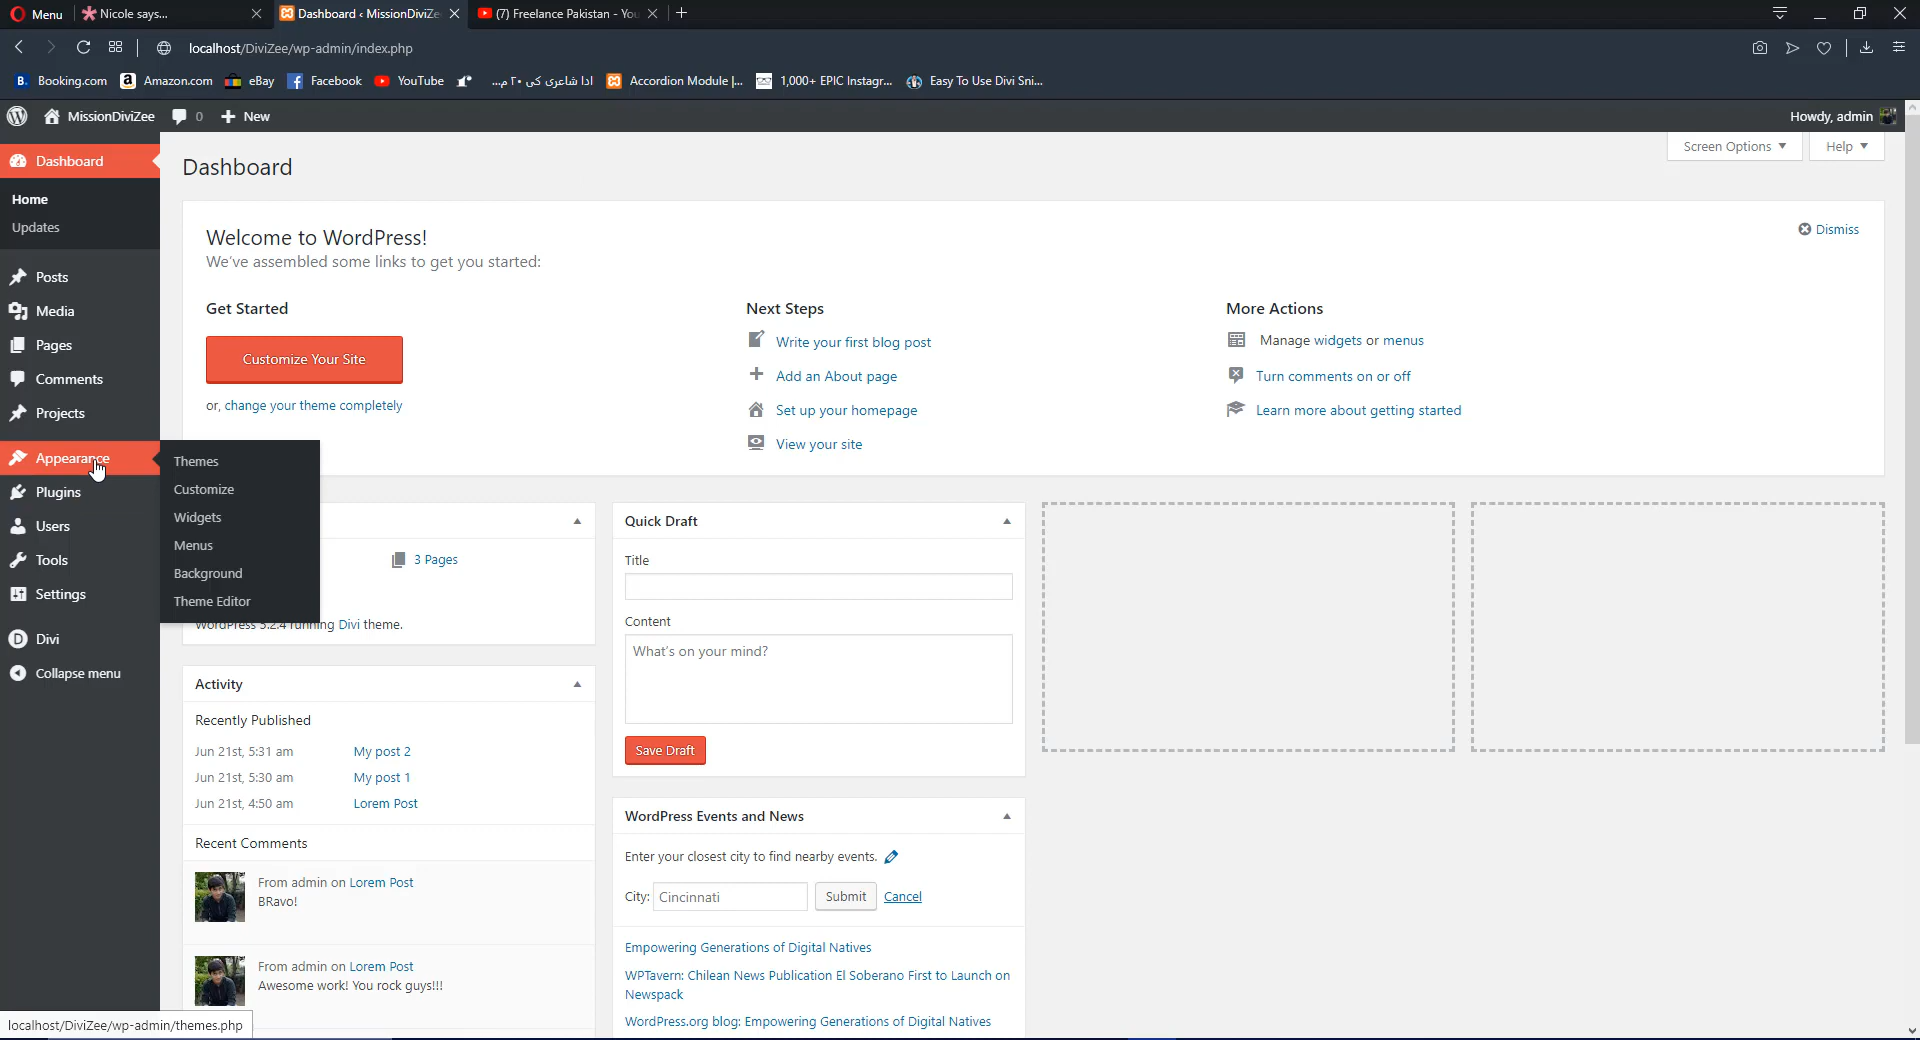 Menu
Nicole says...
Dashboard ‹ MissionDiviZe
(7) Freelance Pakistan - You
localhost/DiviZee/wp-admin/index.php
Booking.com
a Amazon.com
eBay
Facebook
YouTube
ادا شاعری کی ۲۰ م...
Accordion Module |...
1,000+ EPIC Instagr...
Easy To Use Divi Sni...
MissionDiviZee
0
New
Howdy, admin
Dashboard
Home
Updates
Posts
Media
Pages
Comments
Projects
Appearance
Plugins
Users
Tools
Settings
Divi
Collapse menu
Themes
Customize
Widgets
Menus
Background
Theme Editor
Dashboard
Screen Options
Help
Welcome to WordPress!
We've assembled some links to get you started:
Dismiss
Get Started
Customize Your Site
or, change your theme completely
Next Steps
Write your first blog post
Add an About page
Set up your homepage
View your site
More Actions
Manage widgets or menus
Turn comments on or off
Learn more about getting started
3 Pages
WordPress 5.2.4 running Divi theme.
Activity
Recently Published
Jun 21st, 5:31 am My post 2
Jun 21st, 5:30 am My post 1
Jun 21st, 4:50 am Lorem Post
Recent Comments
From admin on Lorem Post
BRavo!
From admin on Lorem Post
Awesome work! You rock guys!!!
Quick Draft
Title
Content
What's on your mind?
Save Draft
WordPress Events and News
Enter your closest city to find nearby events.
City: Cincinnati Submit Cancel
Empowering Generations of Digital Natives
WPTavern: Chilean News Publication El Soberano First to Launch on
Newspack
WordPress.org blog: Empowering Generations of Digital Natives
localhost/DiviZee/wp-admin/themes.php